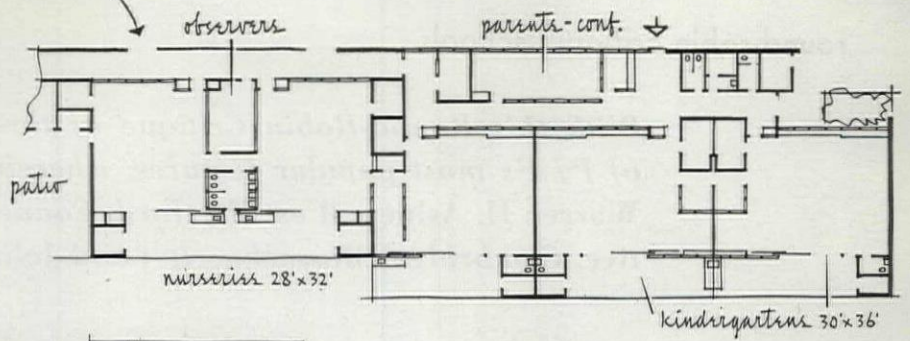 observers
parents-conf.
patio
nurseries 28'x32'
kindergartens 30'x36'